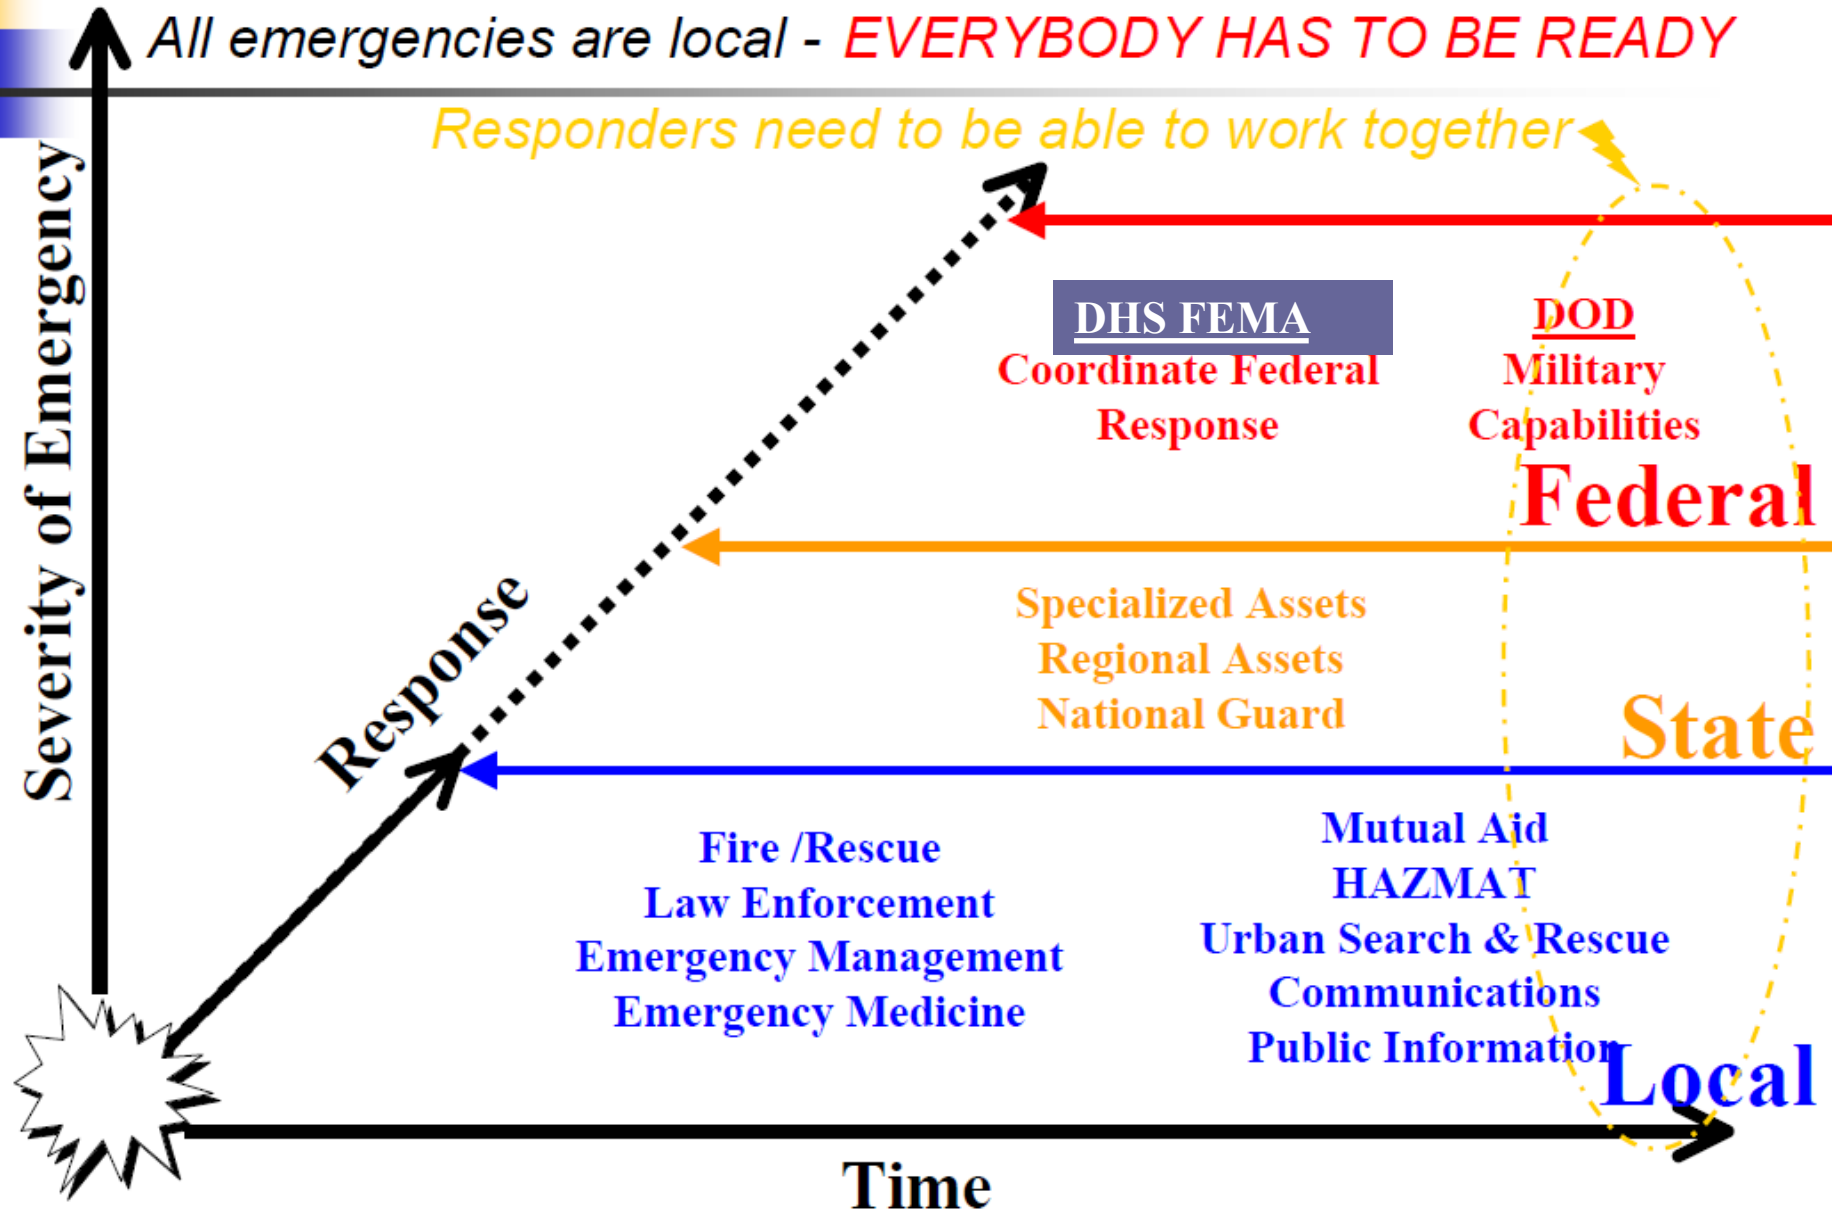 All emergencies are local - EVERYBODY HAS TO BE READY
Responders need to be able to work together
Severity of Emergency
Response
DHS FEMA
Coordinate Federal
Response
DOD
Military
Capabilities
Federal
Specialized Assets
Regional Assets
National Guard
State
Fire /Rescue
Law Enforcement
Emergency Management
Emergency Medicine
Mutual Aid
HAZMAT
Urban Search & Rescue
Communications
Public Information
Local
Time